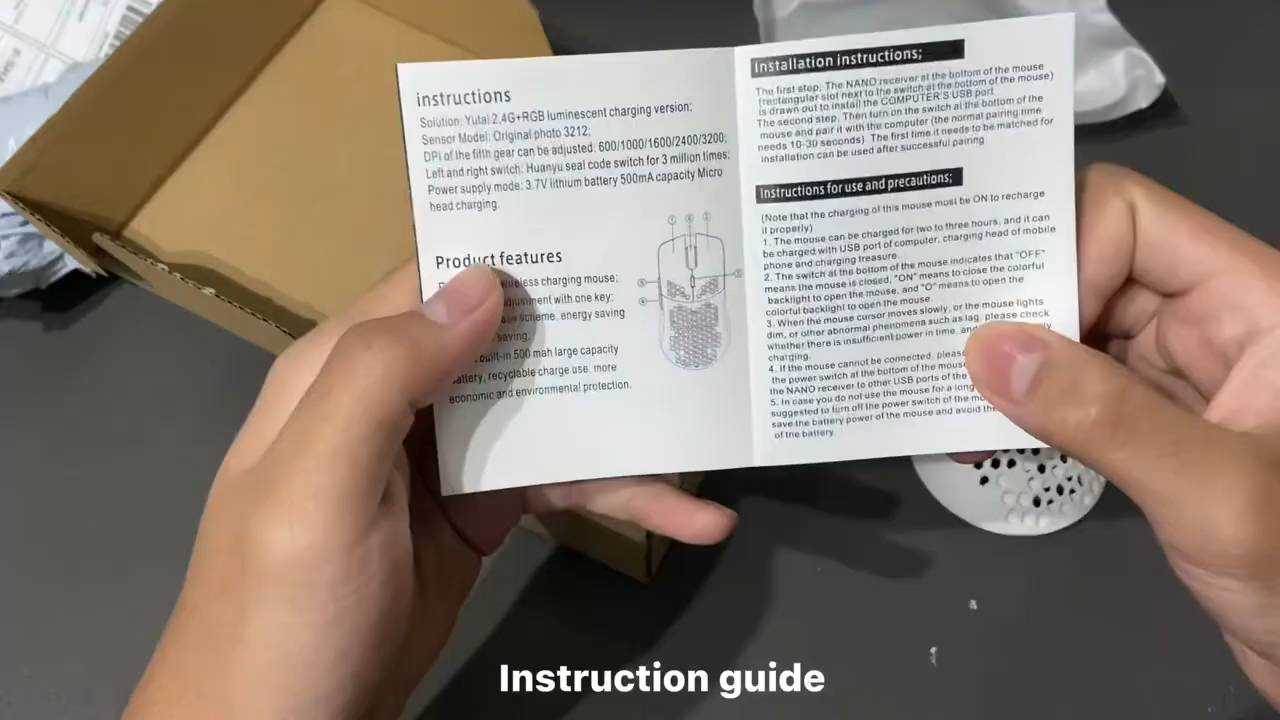 instructions
Solution: Yutai 2.4G+RGB luminescent charging version;
Sensor Model: Original photo 3212;
DPI of the fifth gear can be adjusted: 600/1000/1600/2400/3200;
Left and right switch: Huanyu seal code switch for 3 million times;
Power supply mode: 3.7V lithium battery 500mA capacity Micro
head charging.
Product features
wireless charging mouse;
with one key;
scheme, energy saving
saving;
built-in 500 mah large capacity
battery, recyclable charge use, more
economic and environmental protection.
Installation instructions;
The first step: The NANO receiver at the bottom of the mouse
(rectangular slot next to the switch at the bottom of the mouse)
is drawn out to install the COMPUTER'S USB port
The second step: Then turn on the switch at the bottom of the
mouse and pair it with the computer (the normal pairing time
needs 10-30 seconds) The first time it needs to be matched for
installation can be used after successful pairing
Instructions for use and precautions;
(Note that the charging of this mouse must be ON to recharge
it properly)
1. The mouse can be charged for two to three hours, and it can
be charged with USB port of computer, charging head of mobile
phone and charging treasure.
2. The switch at the bottom of the mouse indicates that "OFF"
means the mouse is closed, "ON" means to close the colorful
backlight to open the mouse, and "O" means to open the
colorful backlight to open the mouse.
3. When the mouse cursor moves slowly, or the mouse lights
dim, or other abnormal phenomena such as lag, please check
whether there is insufficient power in time, and
charging.
4. If the mouse cannot be connected, please
the power switch at the bottom of the mouse
the NANO receiver to other USB ports of the
5. In case you do not use the mouse for a long
suggested to turn off the power switch of the
save the battery power of the mouse and avoid the
of the battery.
Instruction guide